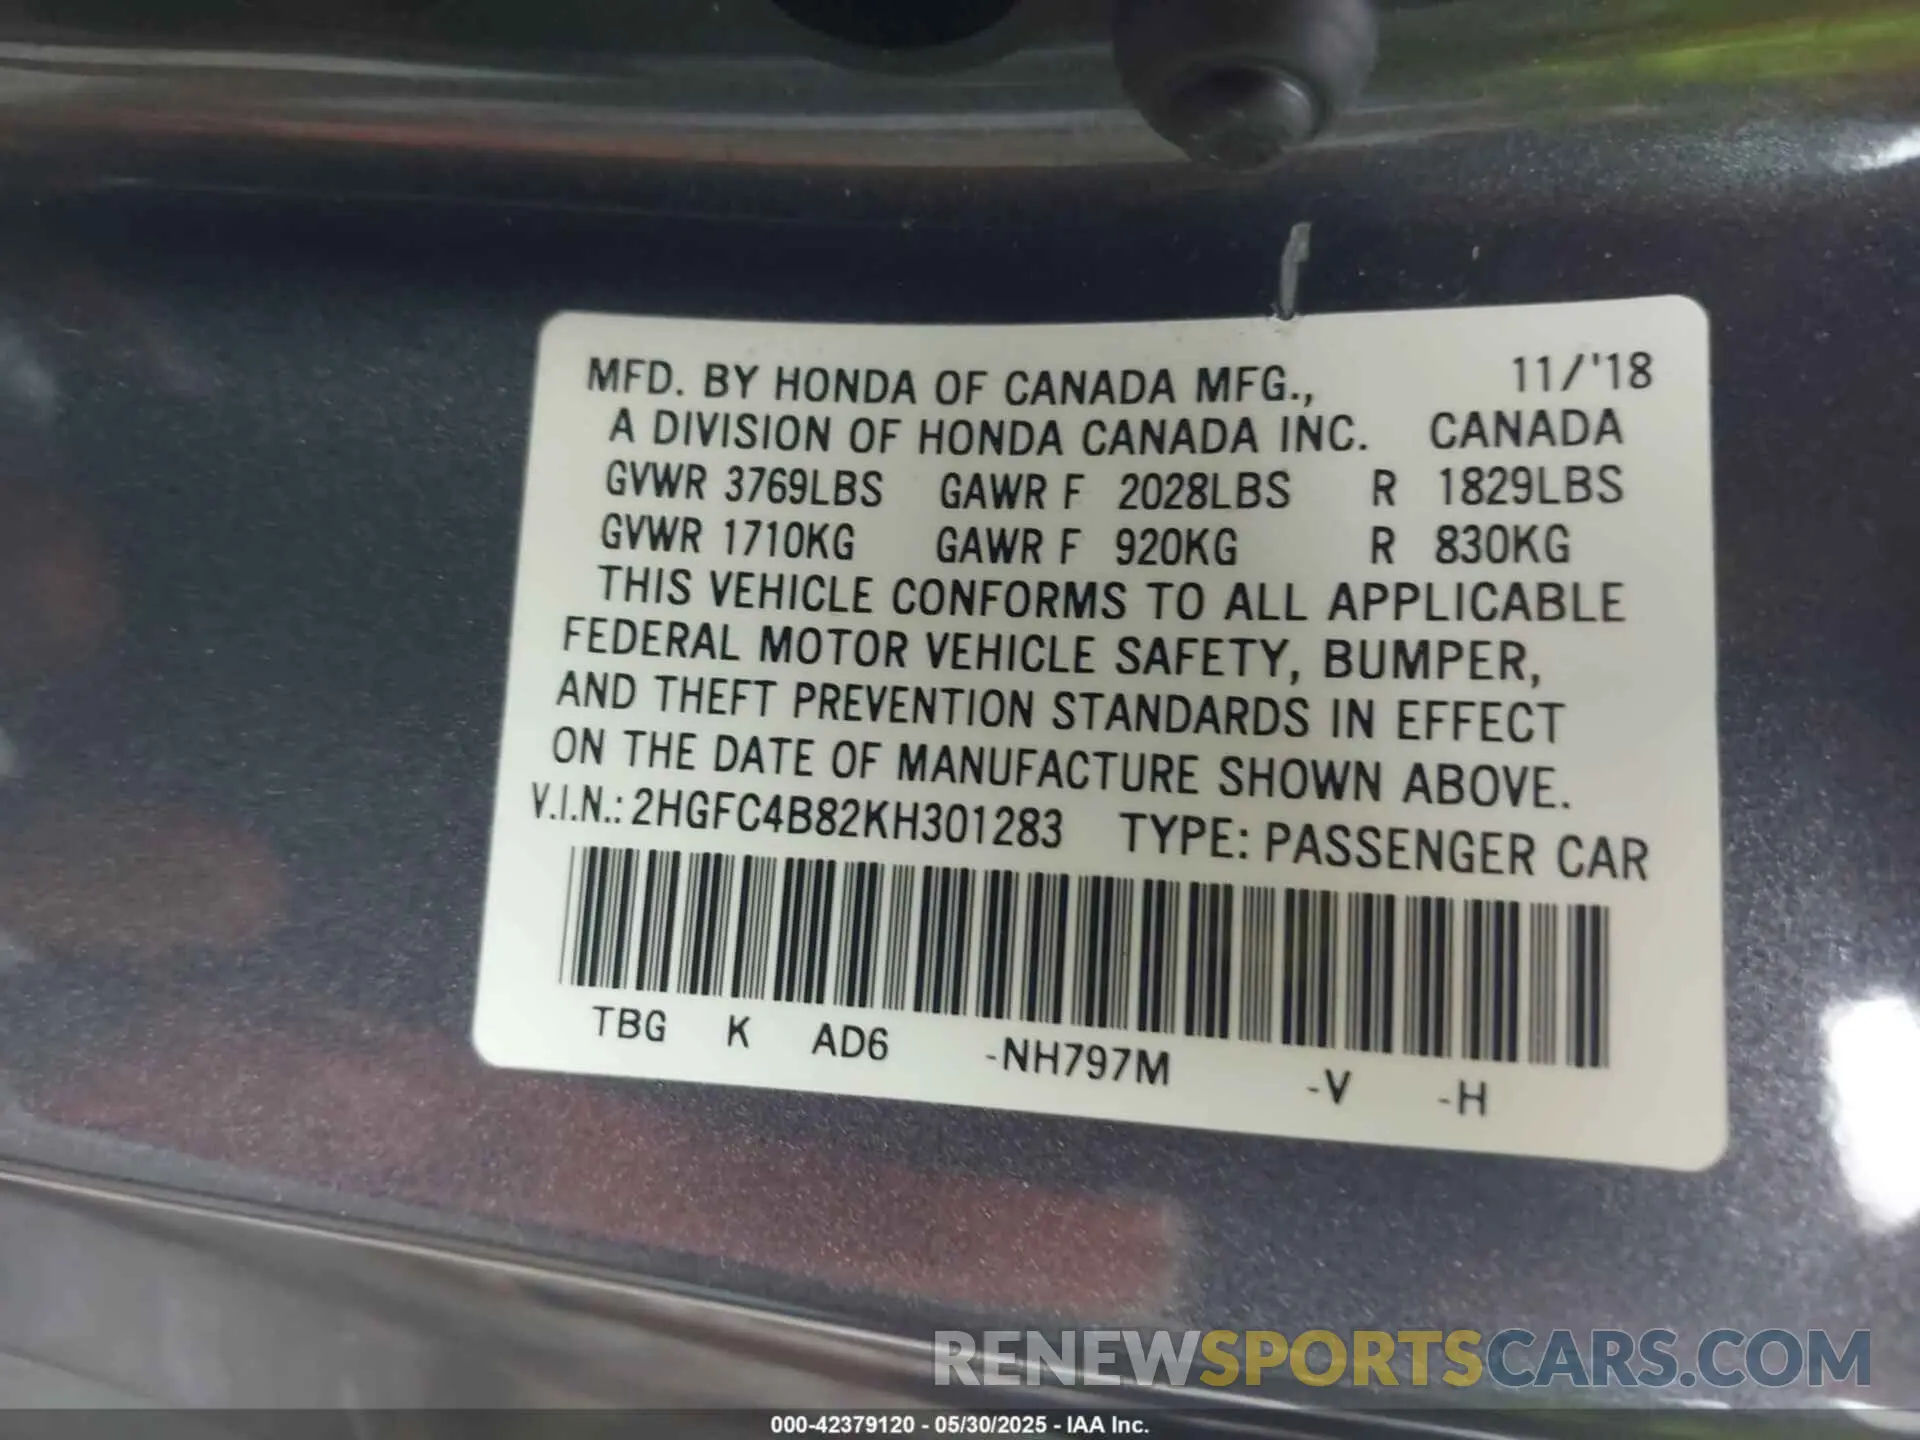 MFD. BY HONDA OF CANADA MFG., 11/'18
A DIVISION OF HONDA CANADA INC. CANADA
GVWR 3769LBS GAWR F 2028LBS R 1829LBS
GVWR 1710KG GAWR F 920KG R 830KG
THIS VEHICLE CONFORMS TO ALL APPLICABLE
FEDERAL MOTOR VEHICLE SAFETY, BUMPER,
AND THEFT PREVENTION STANDARDS IN EFFECT
ON THE DATE OF MANUFACTURE SHOWN ABOVE.
V.I.N.: 2HGFC4B82KH301283 TYPE: PASSENGER CAR
TBG K AD6 -NH797M -V -H
RENEWSPORTSCARS.COM
000-42379120 - 05/30/2025 - IAA Inc.